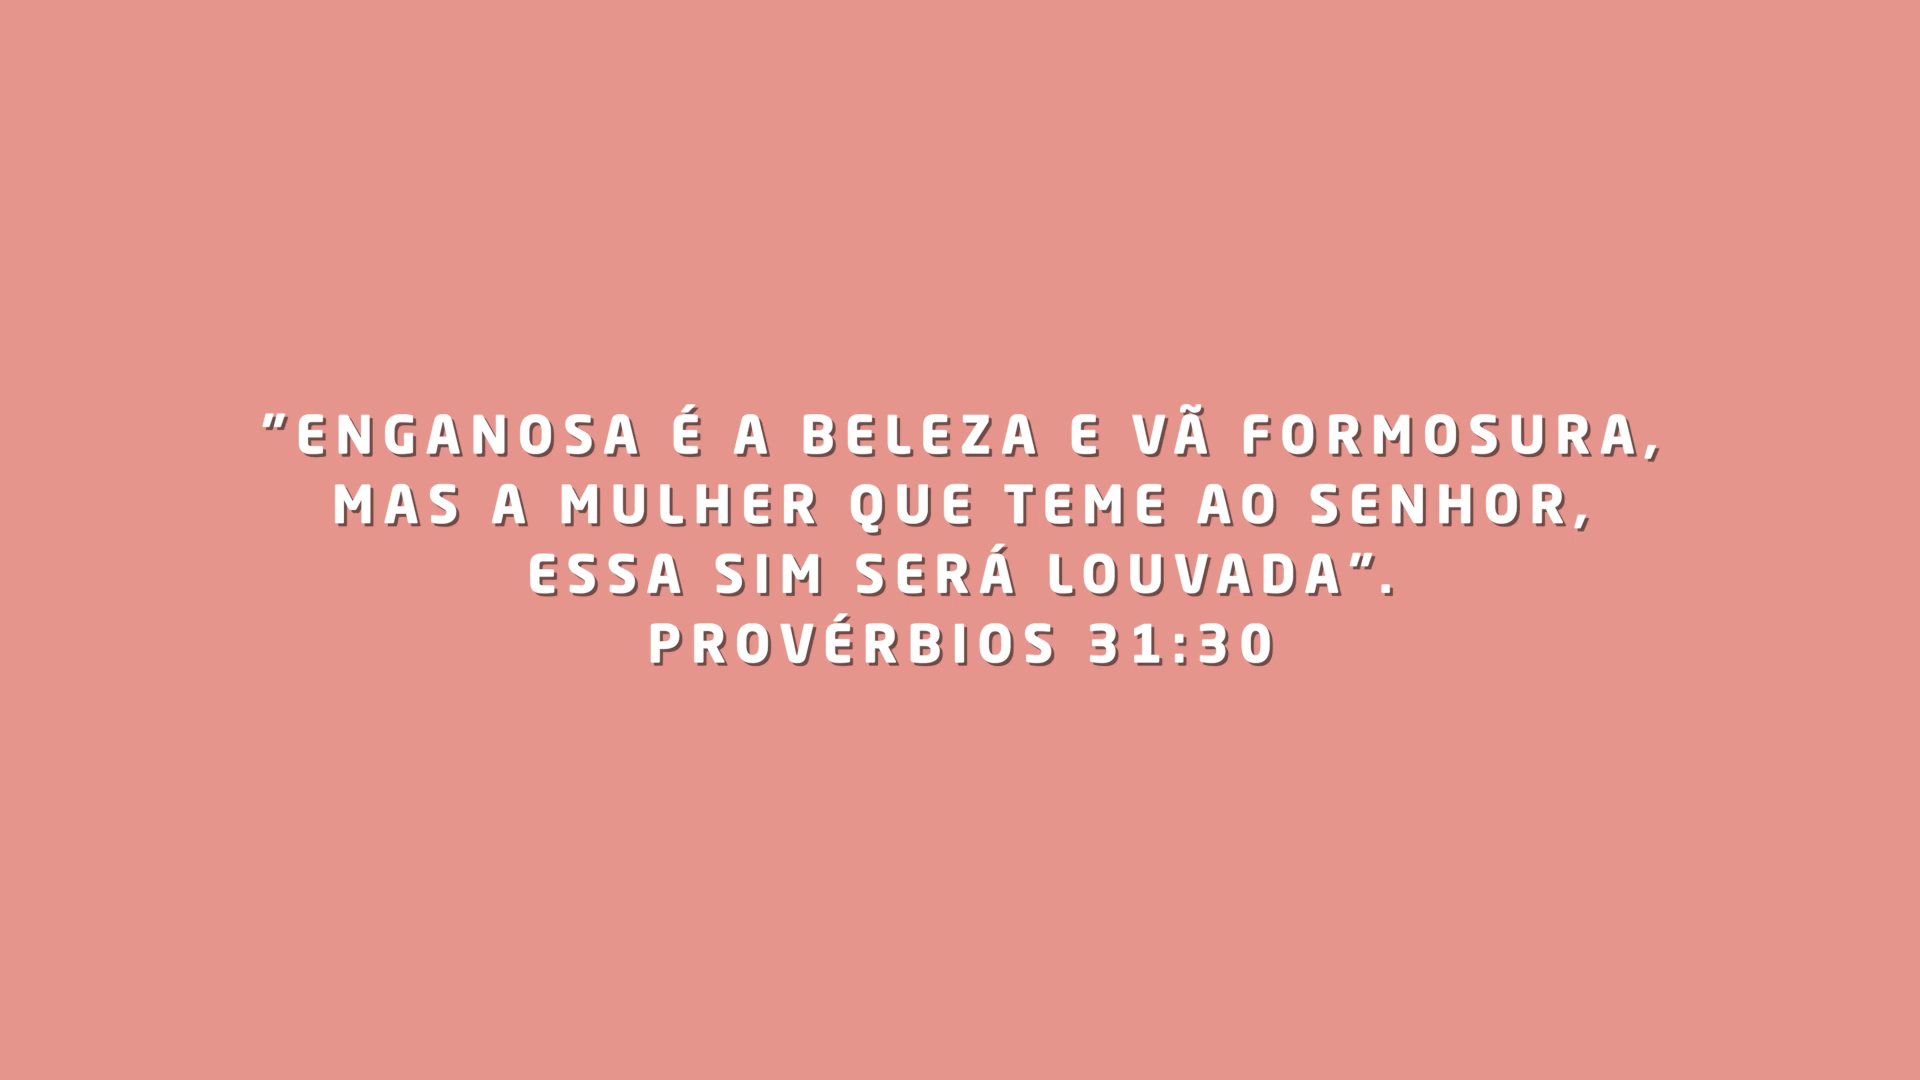 "ENGANOSA É A BELEZA E VÃ FORMOSURA,
MAS A MULHER QUE TEME AO SENHOR,
ESSA SIM SERÁ LOUVADA".
PROVÉRBIOS 31:30